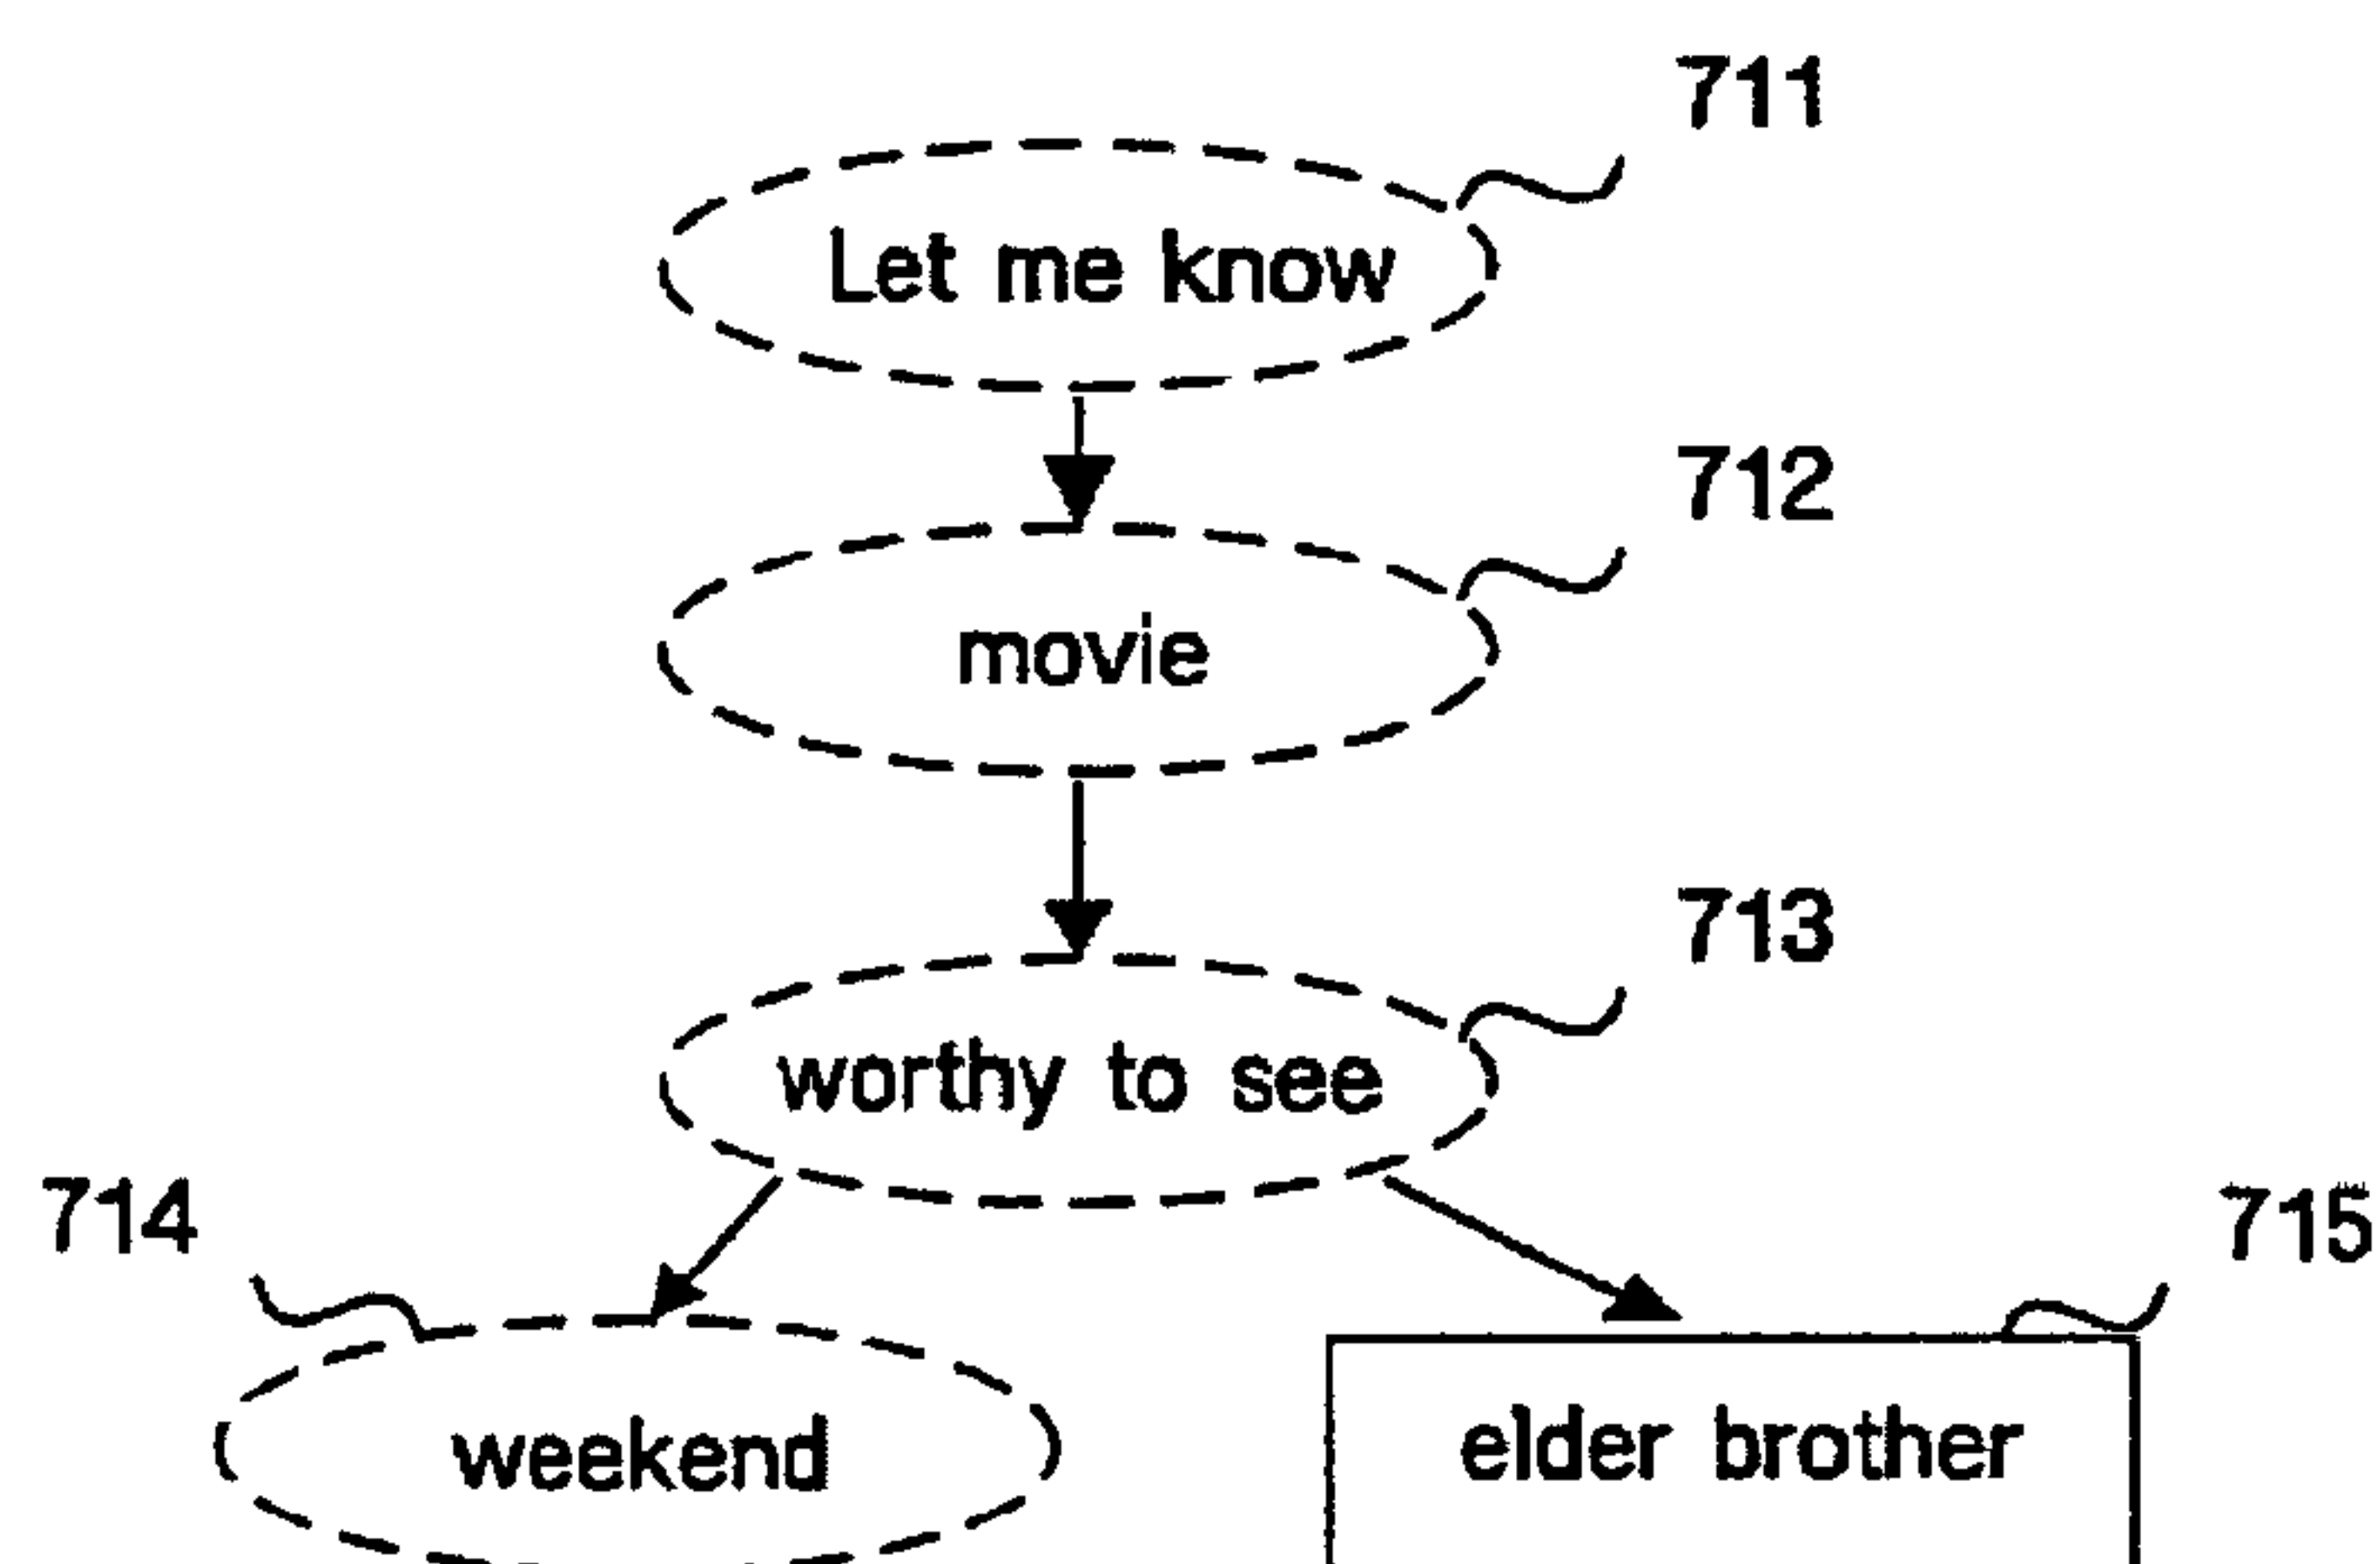 711
Let me know
712
movie
713
worthy to see
714
715
weekend
elder brother